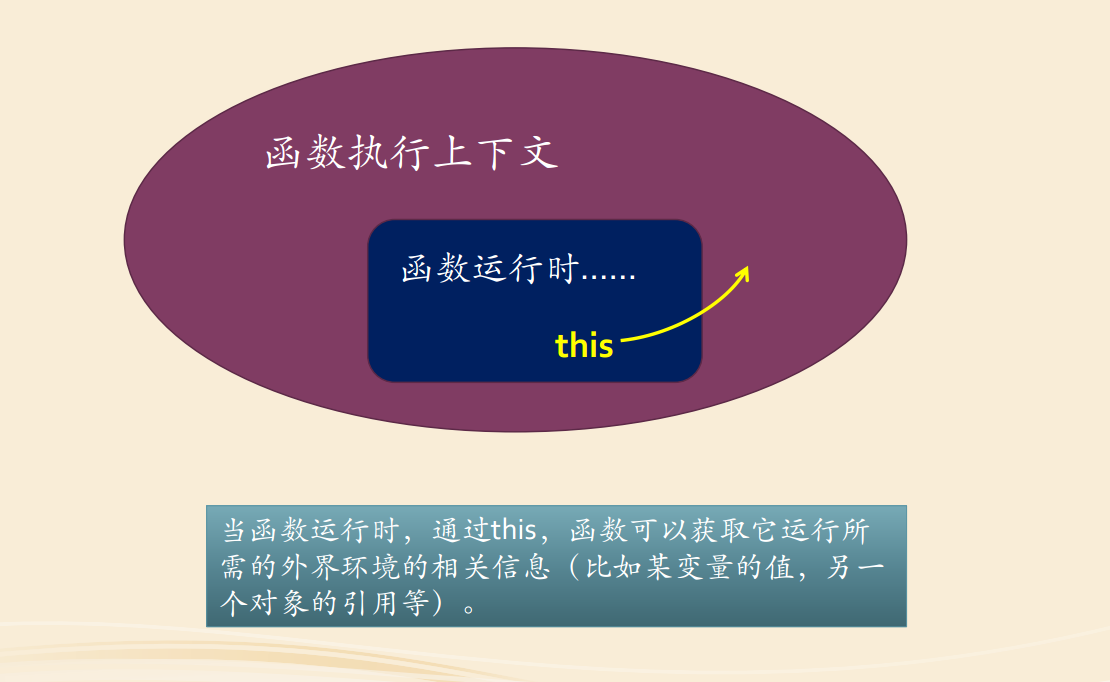 函数执行上下文
函数运行时......
this
当函数运行时，通过this，函数可以获取它运行所
需的外界环境的相关信息（比如某变量的值，另一
个对象的引用等）。